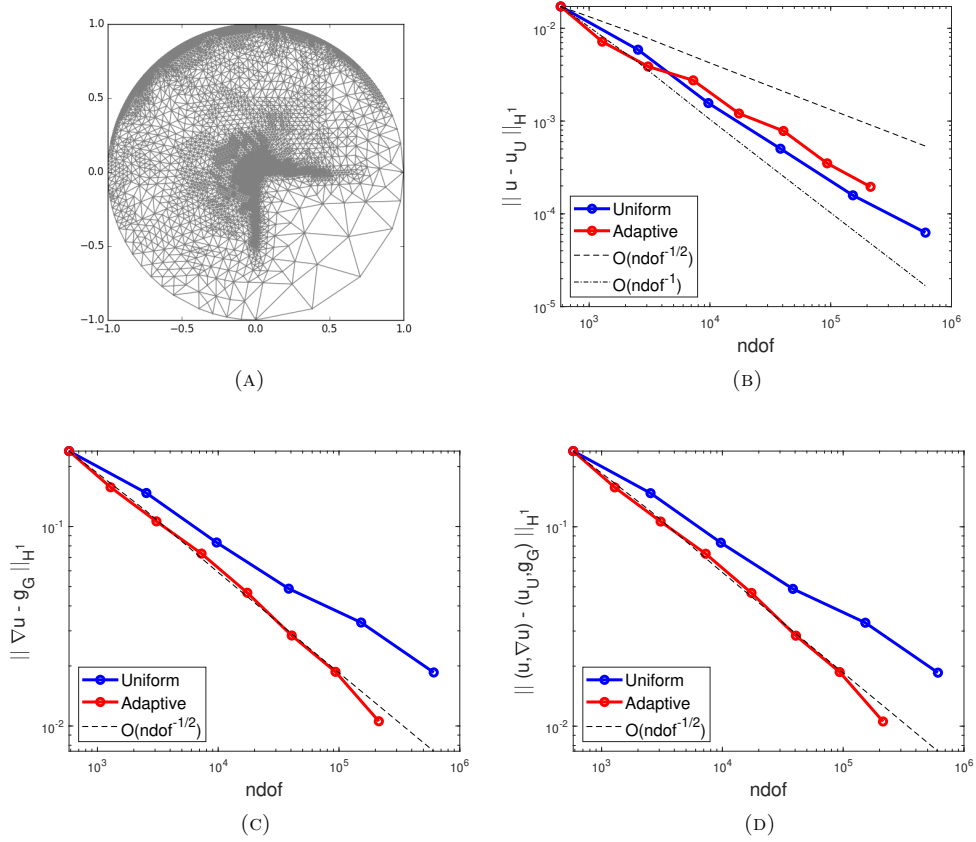 1.0
0.5
0.0
−0.5
−1.0
−1.0 −0.5 0.0 0.5 1.0
(A)
|| u - u_U ||_H^1
10^-2
10^-3
10^-4
10^-5
Uniform
Adaptive
O(ndof^-1/2)
O(ndof^-1)
10^3 10^4 10^5 10^6
ndof
(B)
|| ∇u - g_G ||_H^1
10^-1
10^-2
Uniform
Adaptive
O(ndof^-1/2)
10^3 10^4 10^5 10^6
ndof
(C)
|| (u,∇u) - (u_U,g_G) ||_H^1
10^-1
10^-2
Uniform
Adaptive
O(ndof^-1/2)
10^3 10^4 10^5 10^6
ndof
(D)